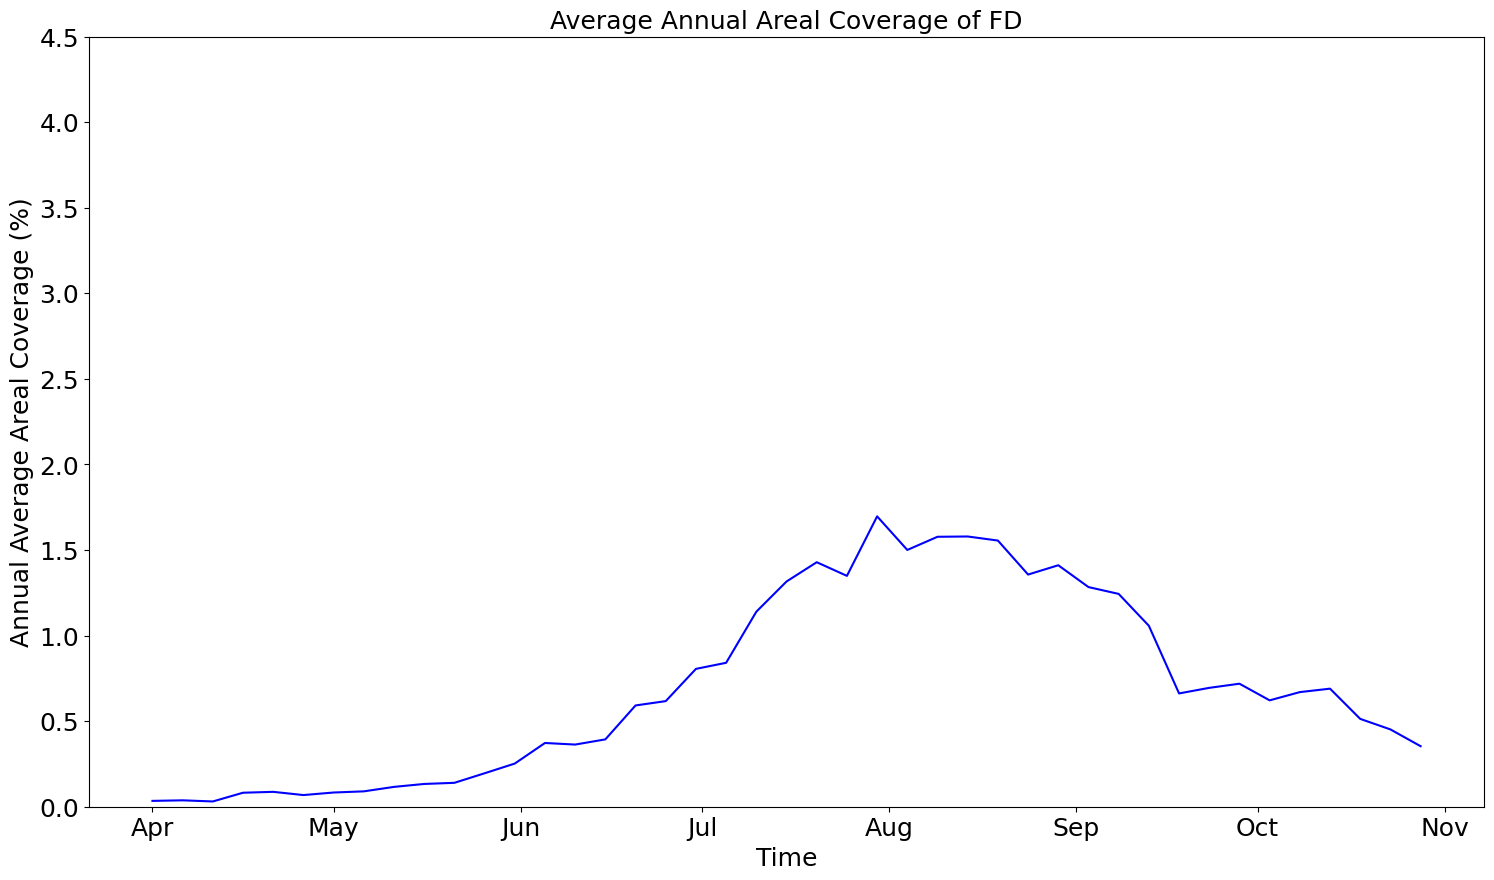 Average Annual Areal Coverage of FD
Annual Average Areal Coverage (%)
4.5
4.0
3.5
3.0
2.5
2.0
1.5
1.0
0.5
0.0
Apr May Jun Jul Aug Sep Oct Nov
Time